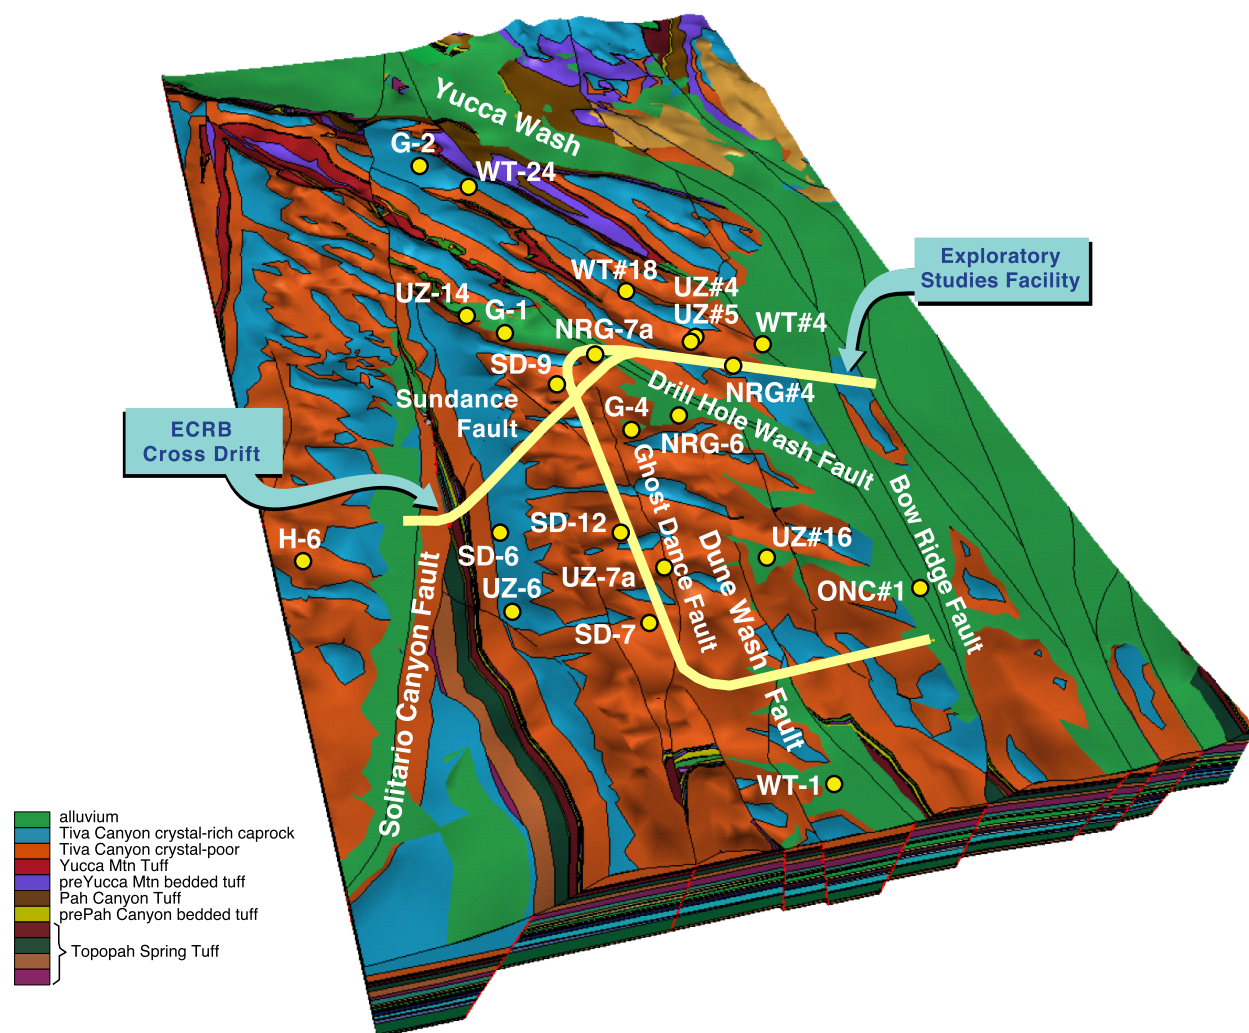 Yucca Wash
G-2
WT-24
Exploratory
Studies Facility
WT#18
UZ#4
UZ-14
G-1
UZ#5
WT#4
NRG-7a
SD-9
NRG#4
Drill Hole Wash Fault
Sundance
Fault
G-4
NRG-6
ECRB
Cross Drift
Ghost Dance Fault
Bow Ridge Fault
SD-12
UZ#16
H-6
SD-6
Dune Wash
Fault
UZ-7a
UZ-6
ONC#1
SD-7
Solitario Canyon Fault
WT-1
alluvium
Tiva Canyon crystal-rich caprock
Tiva Canyon crystal-poor
Yucca Mtn Tuff
preYucca Mtn bedded tuff
Pah Canyon Tuff
prePah Canyon bedded tuff
Topopah Spring Tuff